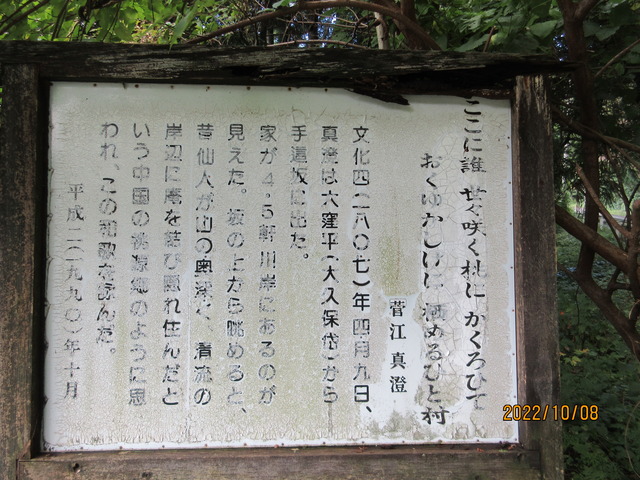 ここに誰 世々咲く扎に かくろひて
おくゆかしげに 栖めるひと村
菅江 真澄
文化四(一八〇七)年四月九日、
真澄は大窪平(大久保岱)から
手這坂に出た。
家が4.5軒川岸にあるのが
見えた。坂の上から眺めると、
昔仙人が山の奥深く、清流の
岸辺に庵を結び隠れ住んだと
いう中国の桃源郷のように思
われ、この和歌を詠んだ。
平成二(一九九〇)年十月
2022/10/08